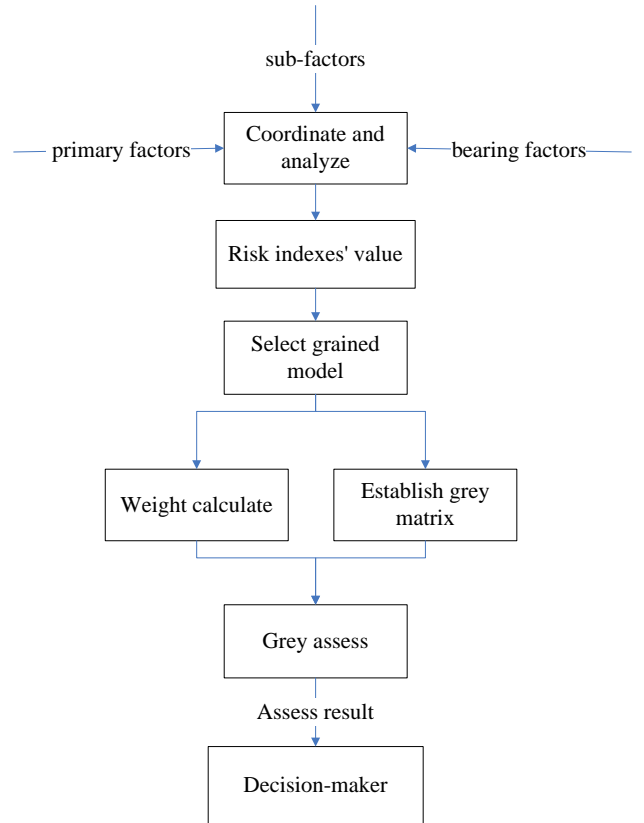 sub-factors
primary factors
Coordinate and
analyze
bearing factors
Risk indexes' value
Select grained
model
Weight calculate
Establish grey
matrix
Grey assess
Assess result
Decision-maker